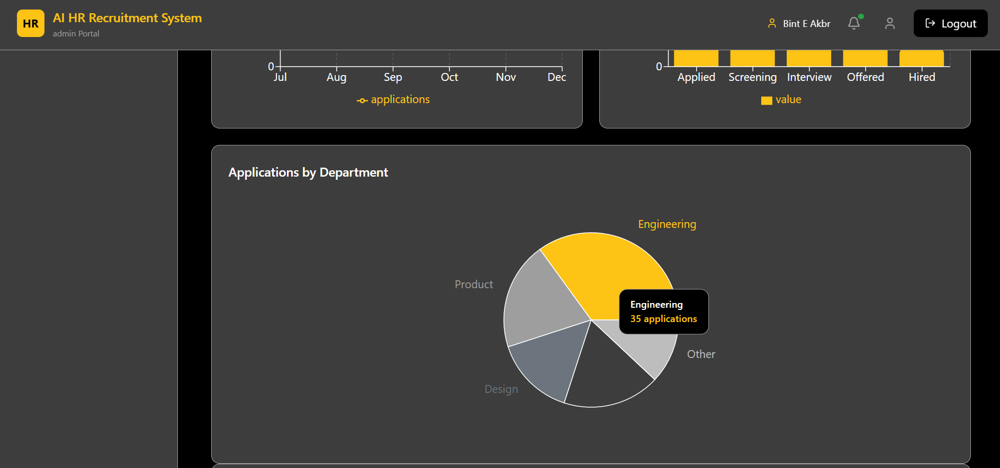 HR
AI HR Recruitment System
admin Portal
Bint E Akbr
Logout
0
Jul Aug Sep Oct Nov Dec
applications
0
Applied Screening Interview Offered Hired
value
Applications by Department
Engineering
Product
Engineering
35 applications
Other
Design